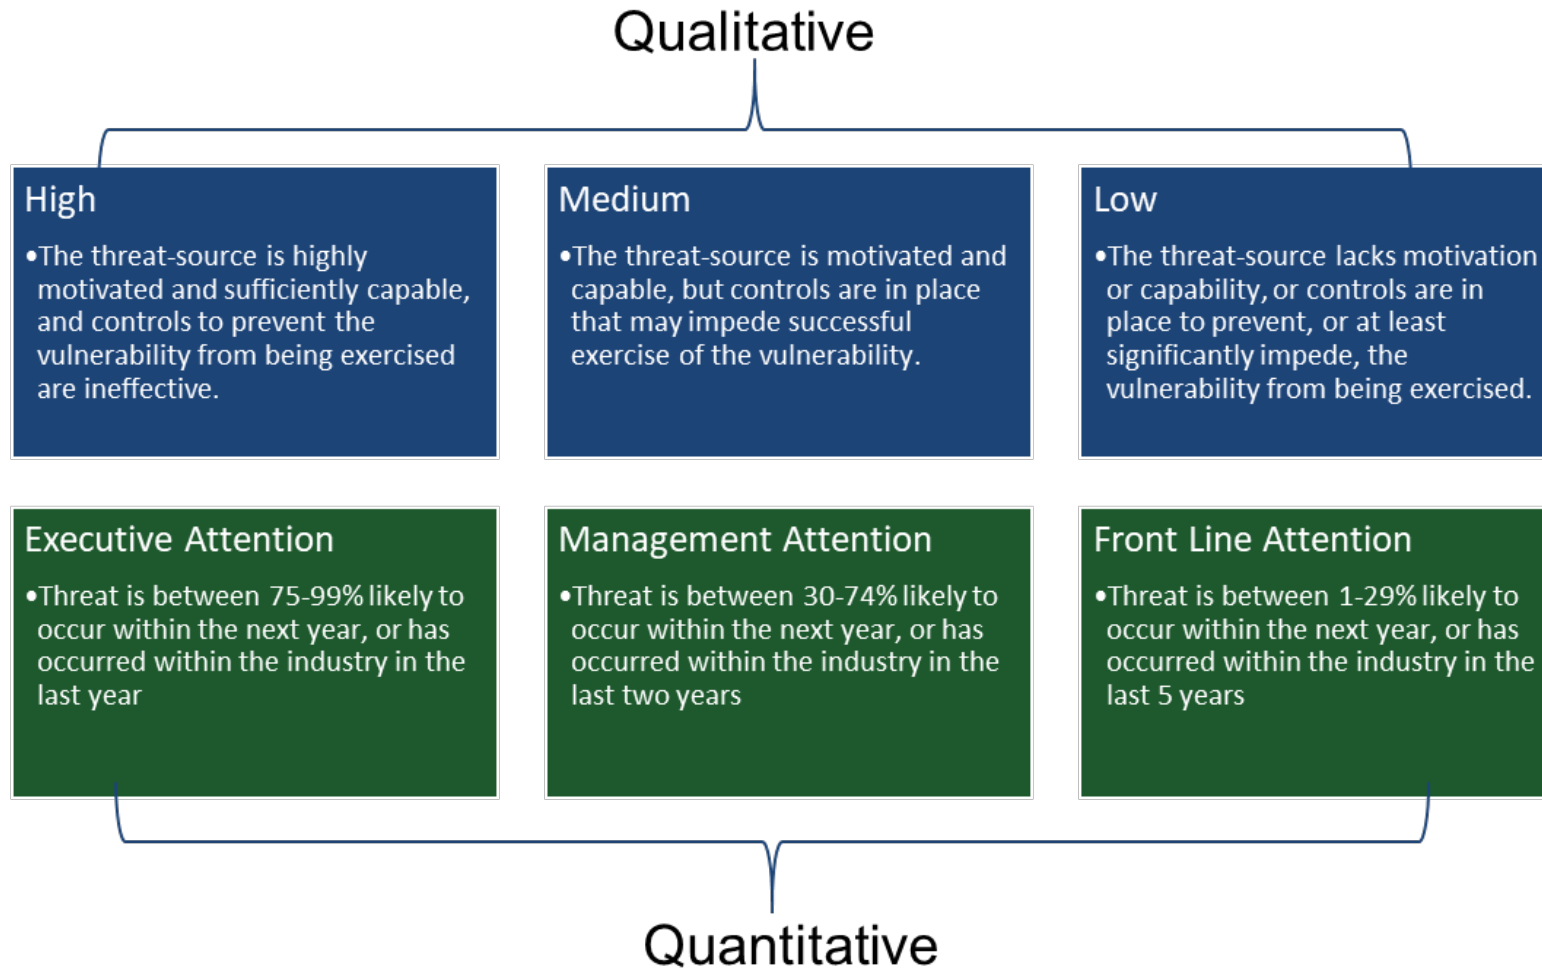 Qualitative
High
•The threat-source is highly
motivated and sufficiently capable,
and controls to prevent the
vulnerability from being exercised
are ineffective.
Medium
•The threat-source is motivated and
capable, but controls are in place
that may impede successful
exercise of the vulnerability.
Low
•The threat-source lacks motivation
or capability, or controls are in
place to prevent, or at least
significantly impede, the
vulnerability from being exercised.
Executive Attention
•Threat is between 75-99% likely to
occur within the next year, or has
occurred within the industry in the
last year
Management Attention
•Threat is between 30-74% likely to
occur within the next year, or has
occurred within the industry in the
last two years
Front Line Attention
•Threat is between 1-29% likely to
occur within the next year, or has
occurred within the industry in the
last 5 years
Quantitative